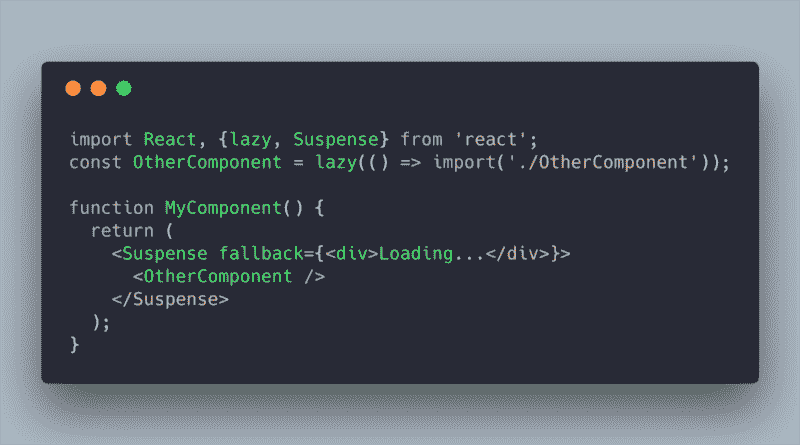 import React, {lazy, Suspense} from 'react';
const OtherComponent = lazy(() => import('./OtherComponent'));

function MyComponent() {
  return (
    <Suspense fallback={<div>Loading...</div>}>
      <OtherComponent />
    </Suspense>
  );
}